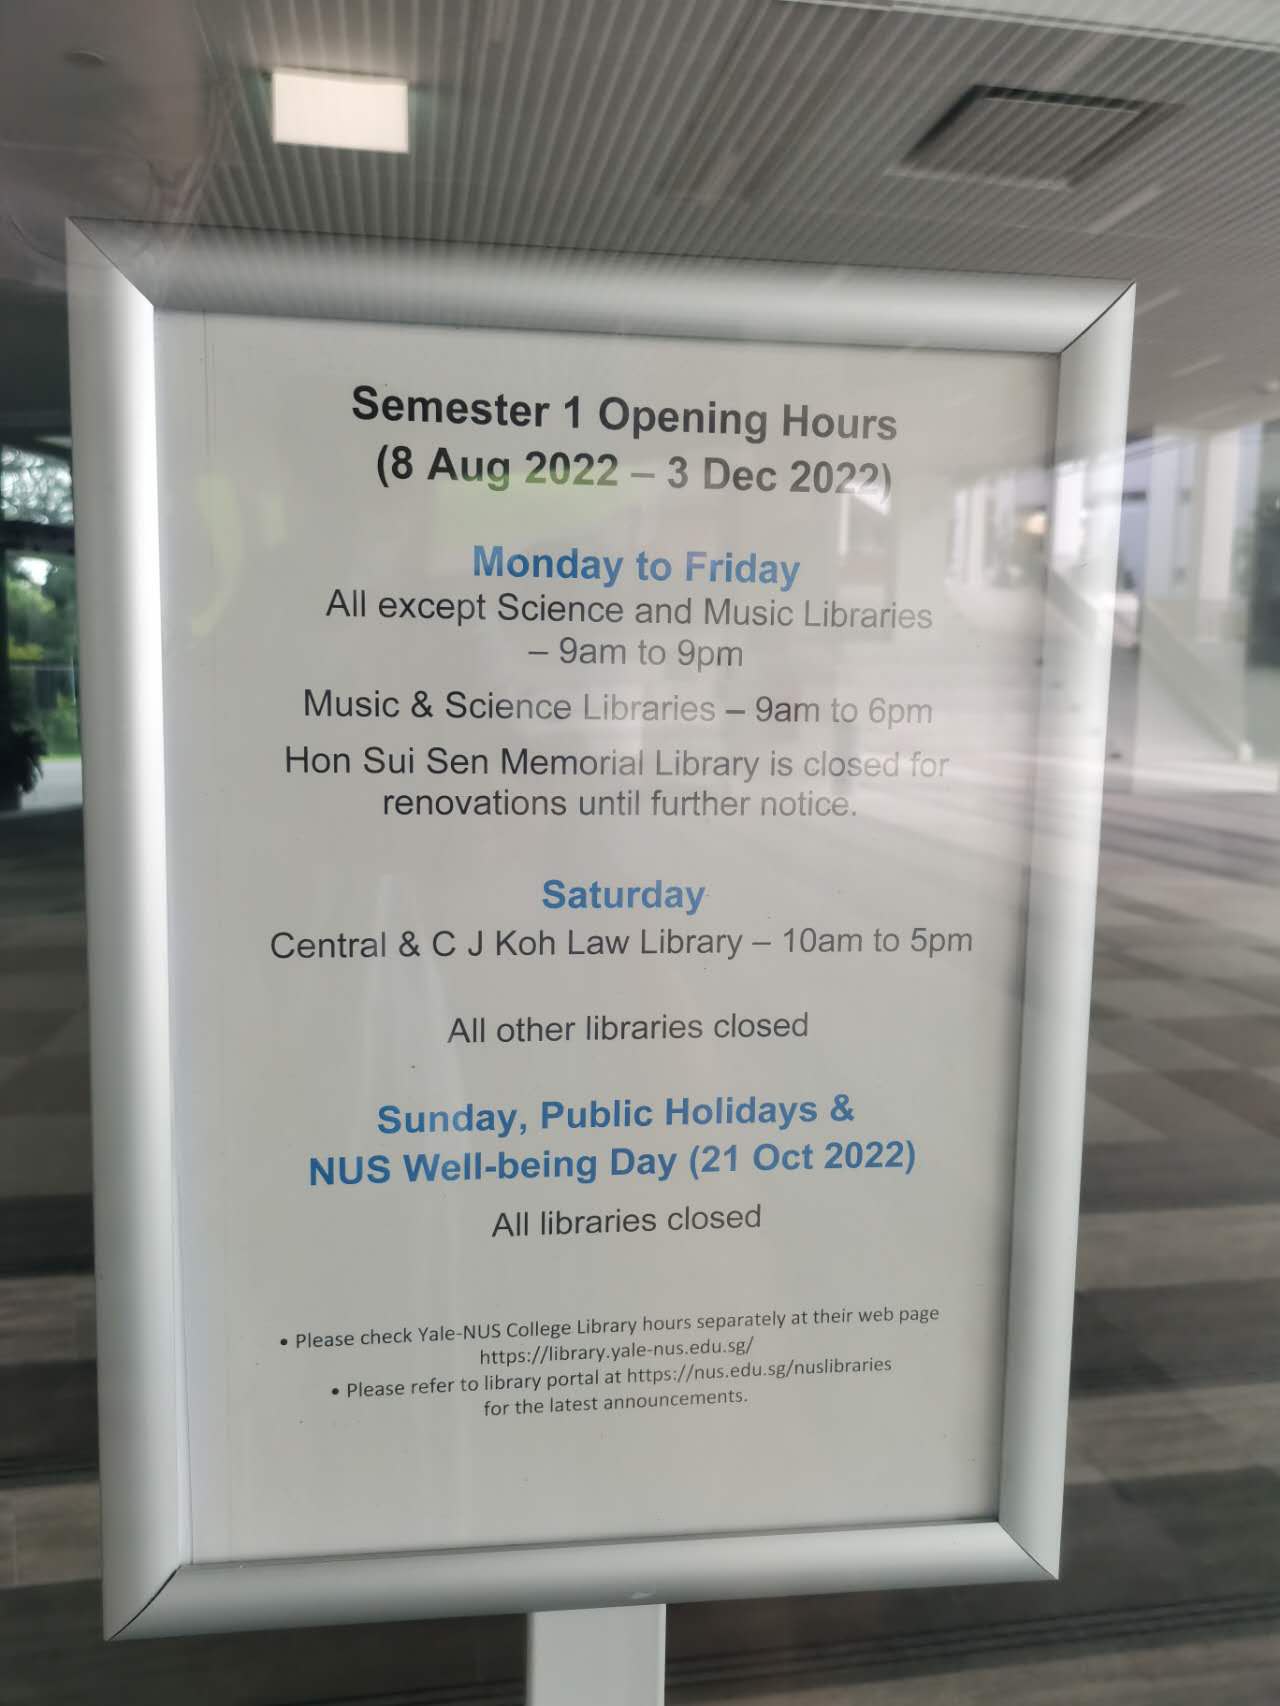 Semester 1 Opening Hours
(8 Aug 2022 – 3 Dec 2022)
Monday to Friday
All except Science and Music Libraries
– 9am to 9pm
Music & Science Libraries – 9am to 6pm
Hon Sui Sen Memorial Library is closed for
renovations until further notice.
Saturday
Central & C J Koh Law Library – 10am to 5pm
All other libraries closed
Sunday, Public Holidays &
NUS Well-being Day (21 Oct 2022)
All libraries closed
• Please check Yale-NUS College Library hours separately at their web page
https://library.yale-nus.edu.sg/
• Please refer to library portal at https://nus.edu.sg/nuslibraries
for the latest announcements.